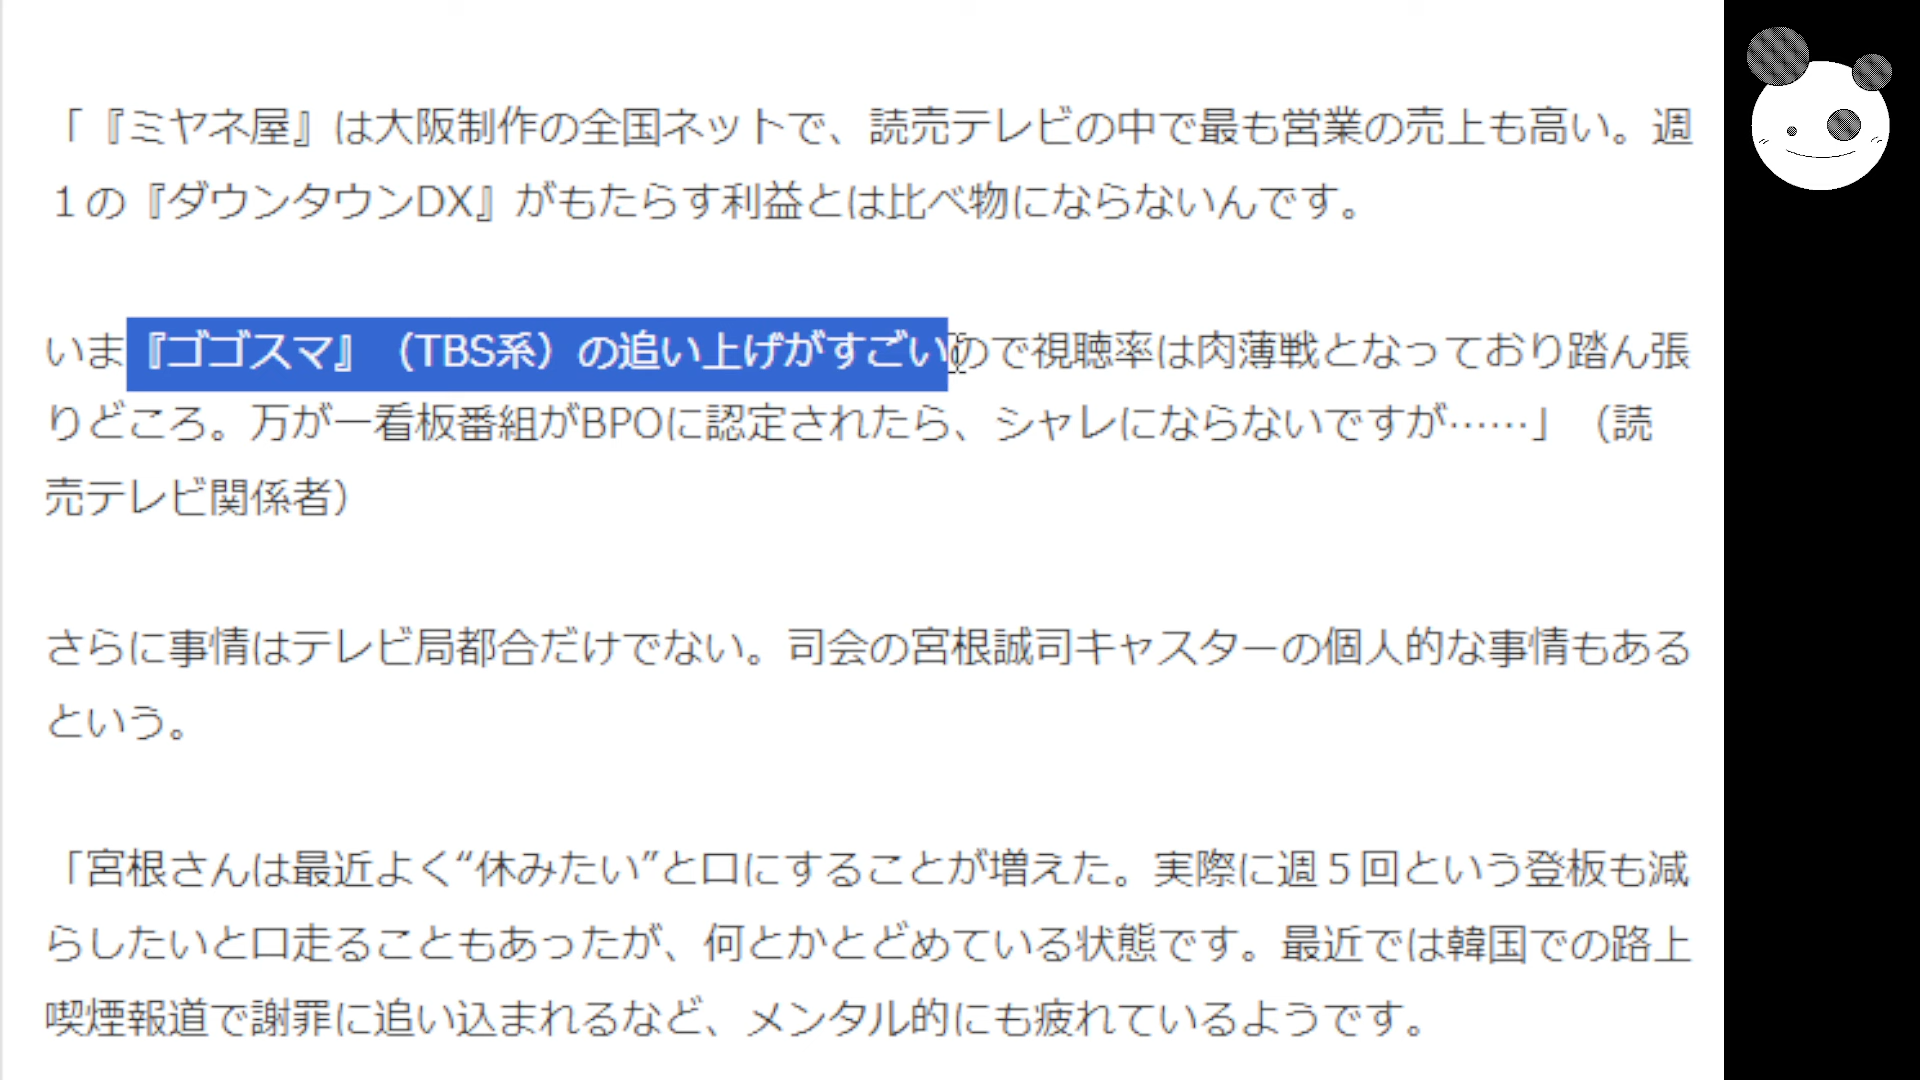 「『ミヤネ屋』は大阪制作の全国ネットで、読売テレビの中で最も営業の売上も高い。週
１の『ダウンタウンDX』がもたらす利益とは比べ物にならないんです。
いま『ゴゴスマ』（TBS系）の追い上げがすごいので視聴率は肉薄戦となっており踏ん張
りどころ。万が一看板番組がBPOに認定されたら、シャレにならないですが……」（読
売テレビ関係者）
さらに事情はテレビ局都合だけでない。司会の宮根誠司キャスターの個人的な事情もある
という。
「宮根さんは最近よく“休みたい”と口にすることが増えた。実際に週５回という登板も減
らしたいと口走ることもあったが、何とかとどめている状態です。最近では韓国での路上
喫煙報道で謝罪に追い込まれるなど、メンタル的にも疲れているようです。